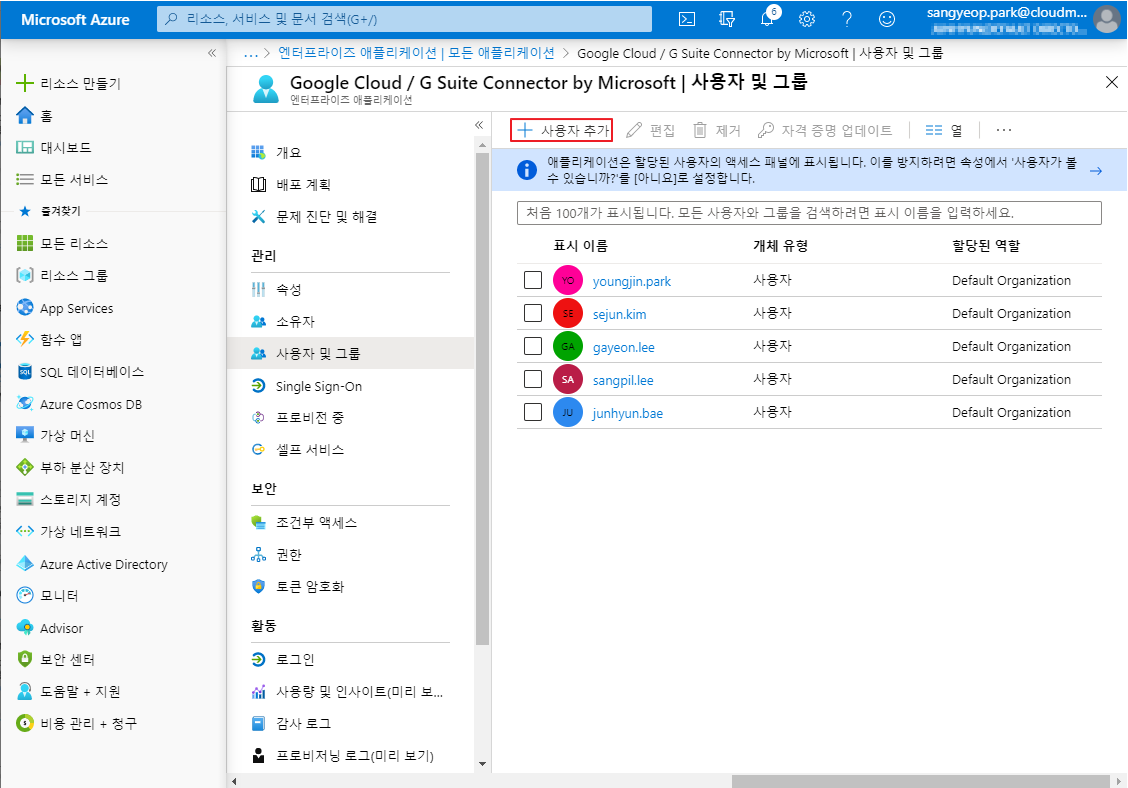 Microsoft Azure
리소스, 서비스 및 문서 검색(G+/)
6
sangyeop.park@cloudm...
... > 엔터프라이즈 애플리케이션 | 모든 애플리케이션 > Google Cloud / G Suite Connector by Microsoft | 사용자 및 그룹
Google Cloud / G Suite Connector by Microsoft | 사용자 및 그룹
엔터프라이즈 애플리케이션
리소스 만들기
홈
대시보드
모든 서비스
즐겨찾기
모든 리소스
리소스 그룹
App Services
함수 앱
SQL 데이터베이스
Azure Cosmos DB
가상 머신
부하 분산 장치
스토리지 계정
가상 네트워크
Azure Active Directory
모니터
Advisor
보안 센터
도움말 + 지원
비용 관리 + 청구
개요
배포 계획
문제 진단 및 해결
관리
속성
소유자
사용자 및 그룹
Single Sign-On
프로비전 중
셀프 서비스
보안
조건부 액세스
권한
토큰 암호화
활동
로그인
사용량 및 인사이트(미리 보...
감사 로그
프로비저닝 로그(미리 보기)
사용자 추가 편집 제거 자격 증명 업데이트 열 ...
애플리케이션은 할당된 사용자의 액세스 패널에 표시됩니다. 이를 방지하려면 속성에서 '사용자가 볼
수 있습니까?'를 [아니요]로 설정합니다.
처음 100개가 표시됩니다. 모든 사용자와 그룹을 검색하려면 표시 이름을 입력하세요.
표시 이름 개체 유형 할당된 역할
YO youngjin.park 사용자 Default Organization
SE sejun.kim 사용자 Default Organization
GA gayeon.lee 사용자 Default Organization
SA sangpil.lee 사용자 Default Organization
JU junhyun.bae 사용자 Default Organization